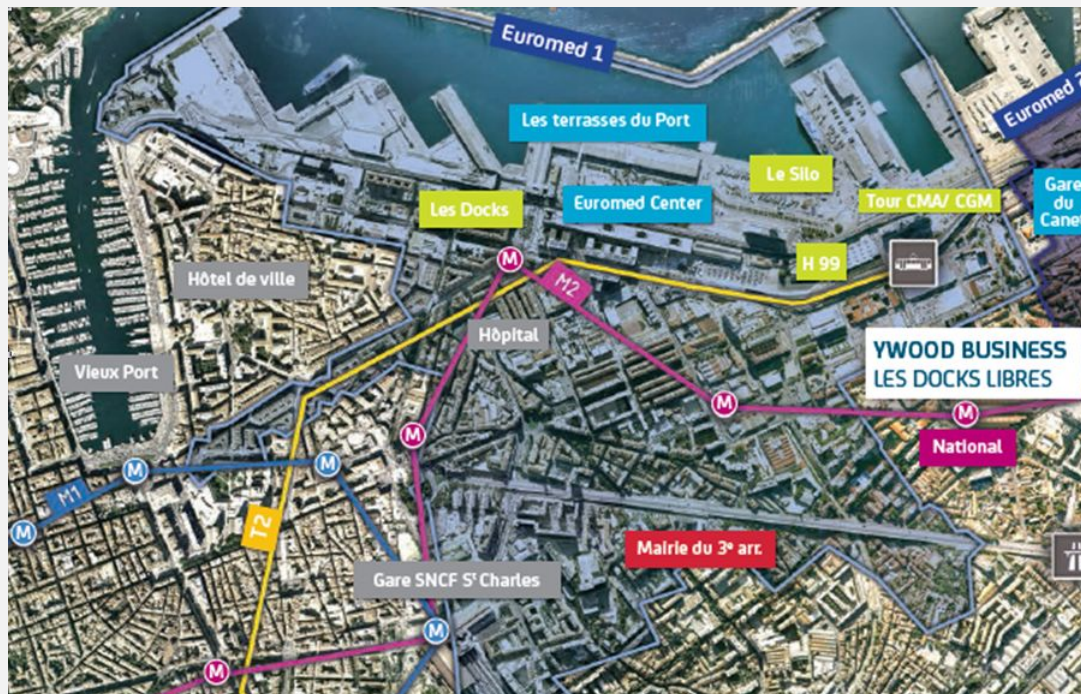 Euromed 1
Euromed
Les terrasses du Port
Le Silo
Gare
du
Tour CMA/ CGM
Les Docks
Euromed Center
H 99
M
M2
Hôtel de ville
Hôpital
Vieux Port
YWOOD BUSINESS
LES DOCKS LIBRES
M
M
M
National
M
M
M1
M
T2
Mairie du 3e arr.
Gare SNCF St Charles
M
M